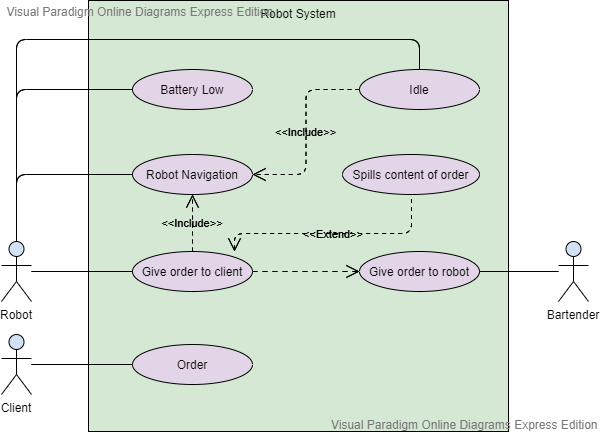 Visual Paradigm Online Diagrams Express Edition
Robot System
Battery Low
Idle
<<Include>>
Robot Navigation
Spills content of order
<<Include>>
<<Extend>>
Give order to client
Give order to robot
Robot
Bartender
Order
Client
Visual Paradigm Online Diagrams Express Edition